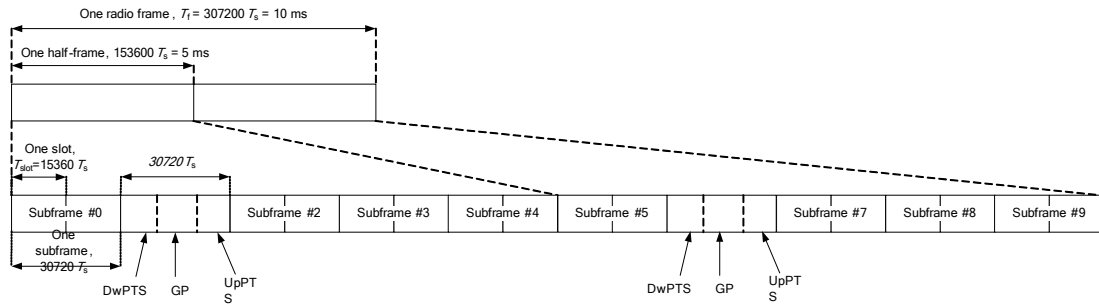 One radio frame, Tf = 307200 Ts = 10 ms
One half-frame, 153600 Ts = 5 ms
One slot,
Tslot=15360 Ts
30720 Ts
Subframe #0
Subframe #2
Subframe #3
Subframe #4
Subframe #5
Subframe #7
Subframe #8
Subframe #9
One
subframe,
30720 Ts
DwPTS
GP
UpPT
S
DwPTS
GP
UpPT
S